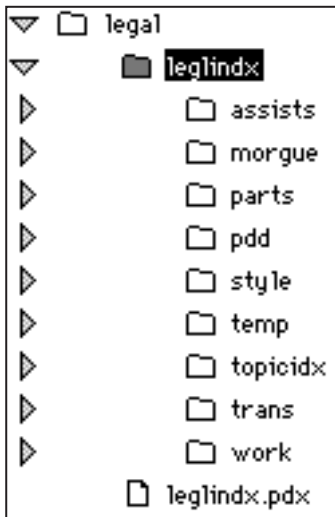 legal
leglindx
assists
morgue
parts
pdd
style
temp
topicidx
trans
work
leglindx.pdx